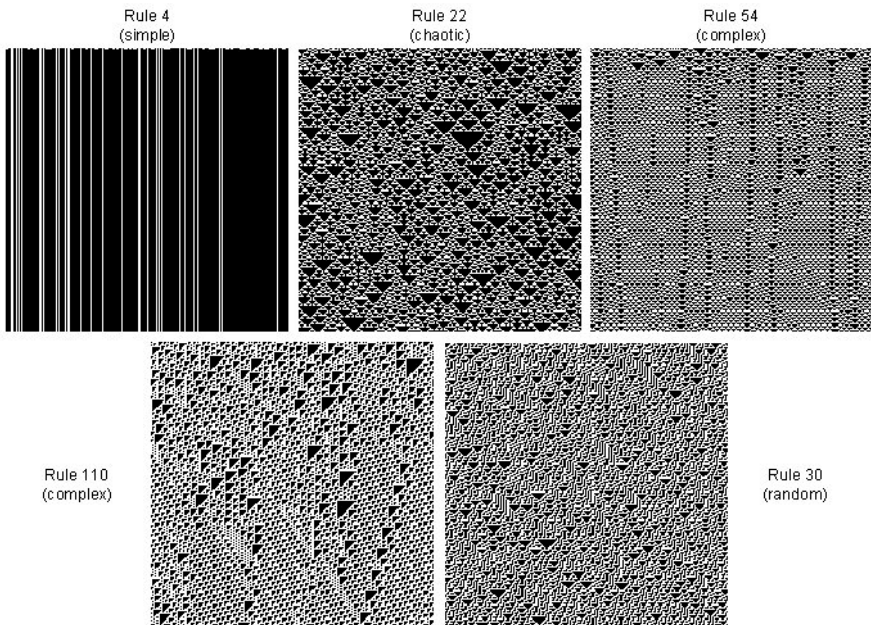 Rule 4
(simple)
Rule 22
(chaotic)
Rule 54
(complex)
Rule 110
(complex)
Rule 30
(random)